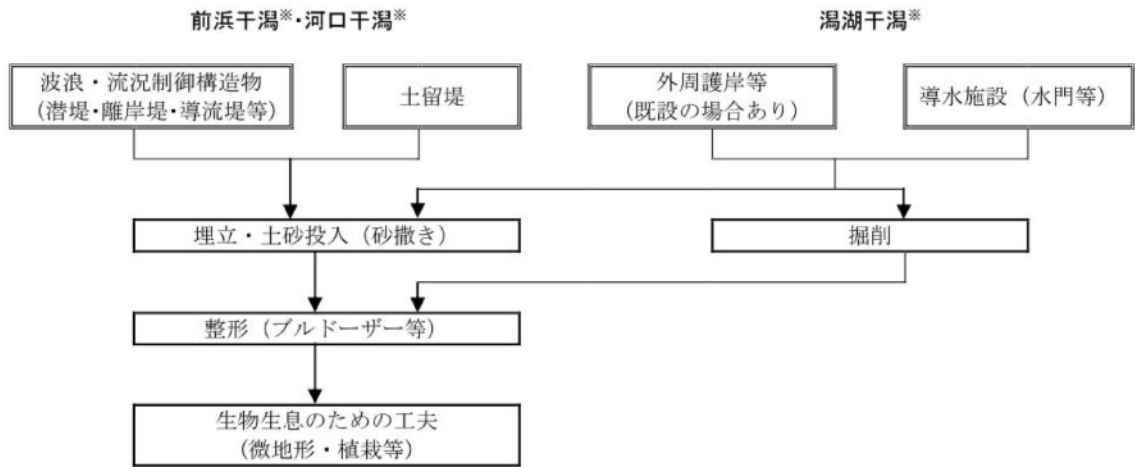 前浜干潟※・河口干潟※
潟湖干潟※
波浪・流況制御構造物
(潜堤・離岸堤・導流堤等)
土留堤
外周護岸等
(既設の場合あり)
導水施設(水門等)
埋立・土砂投入(砂撒き)
掘削
整形(ブルドーザー等)
生物生息のための工夫
(微地形・植栽等)